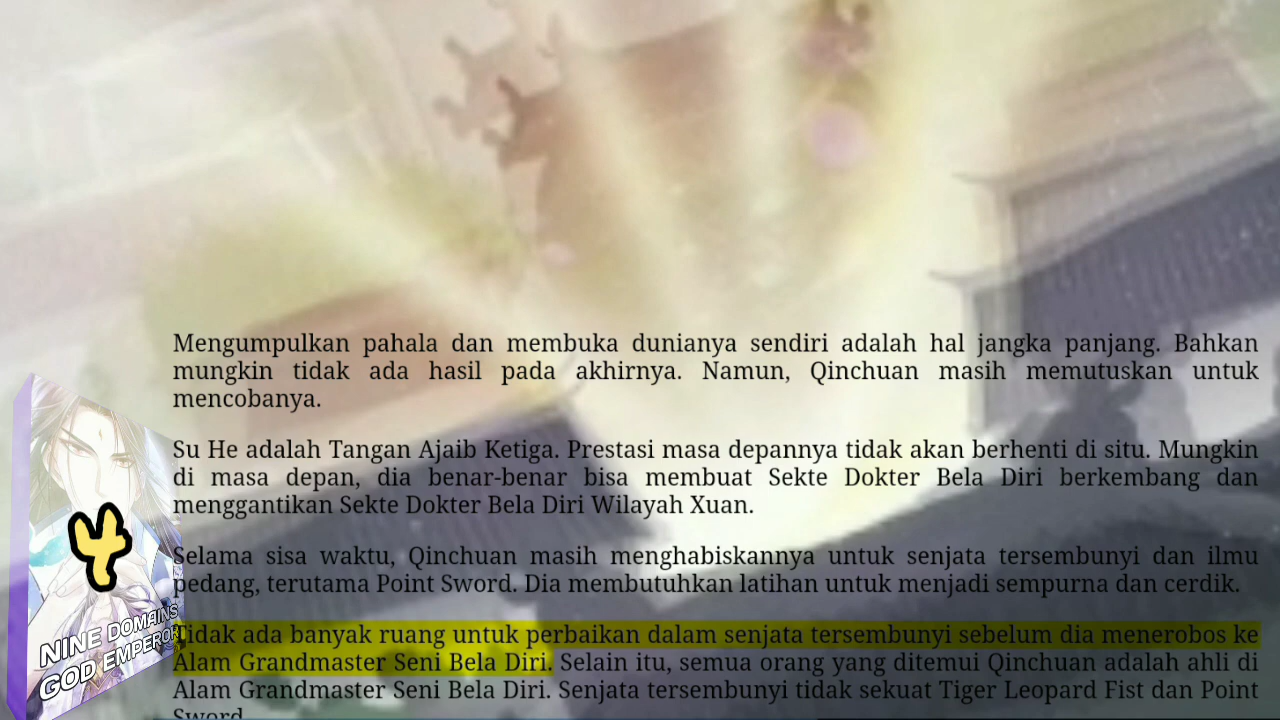 Mengumpulkan pahala dan membuka dunianya sendiri adalah hal jangka panjang. Bahkan
mungkin tidak ada hasil pada akhirnya. Namun, Qinchuan masih memutuskan untuk
mencobanya.
Su He adalah Tangan Ajaib Ketiga. Prestasi masa depannya tidak akan berhenti di situ. Mungkin
di masa depan, dia benar-benar bisa membuat Sekte Dokter Bela Diri berkembang dan
menggantikan Sekte Dokter Bela Diri Wilayah Xuan.
Selama sisa waktu, Qinchuan masih menghabiskannya untuk senjata tersembunyi dan ilmu
pedang, terutama Point Sword. Dia membutuhkan latihan untuk menjadi sempurna dan cerdik.
Tidak ada banyak ruang untuk perbaikan dalam senjata tersembunyi sebelum dia menerobos ke
Alam Grandmaster Seni Bela Diri. Selain itu, semua orang yang ditemui Qinchuan adalah ahli di
Alam Grandmaster Seni Bela Diri. Senjata tersembunyi tidak sekuat Tiger Leopard Fist dan Point
Sword.
4
NINE DOMAINS
GOD EMPEROR